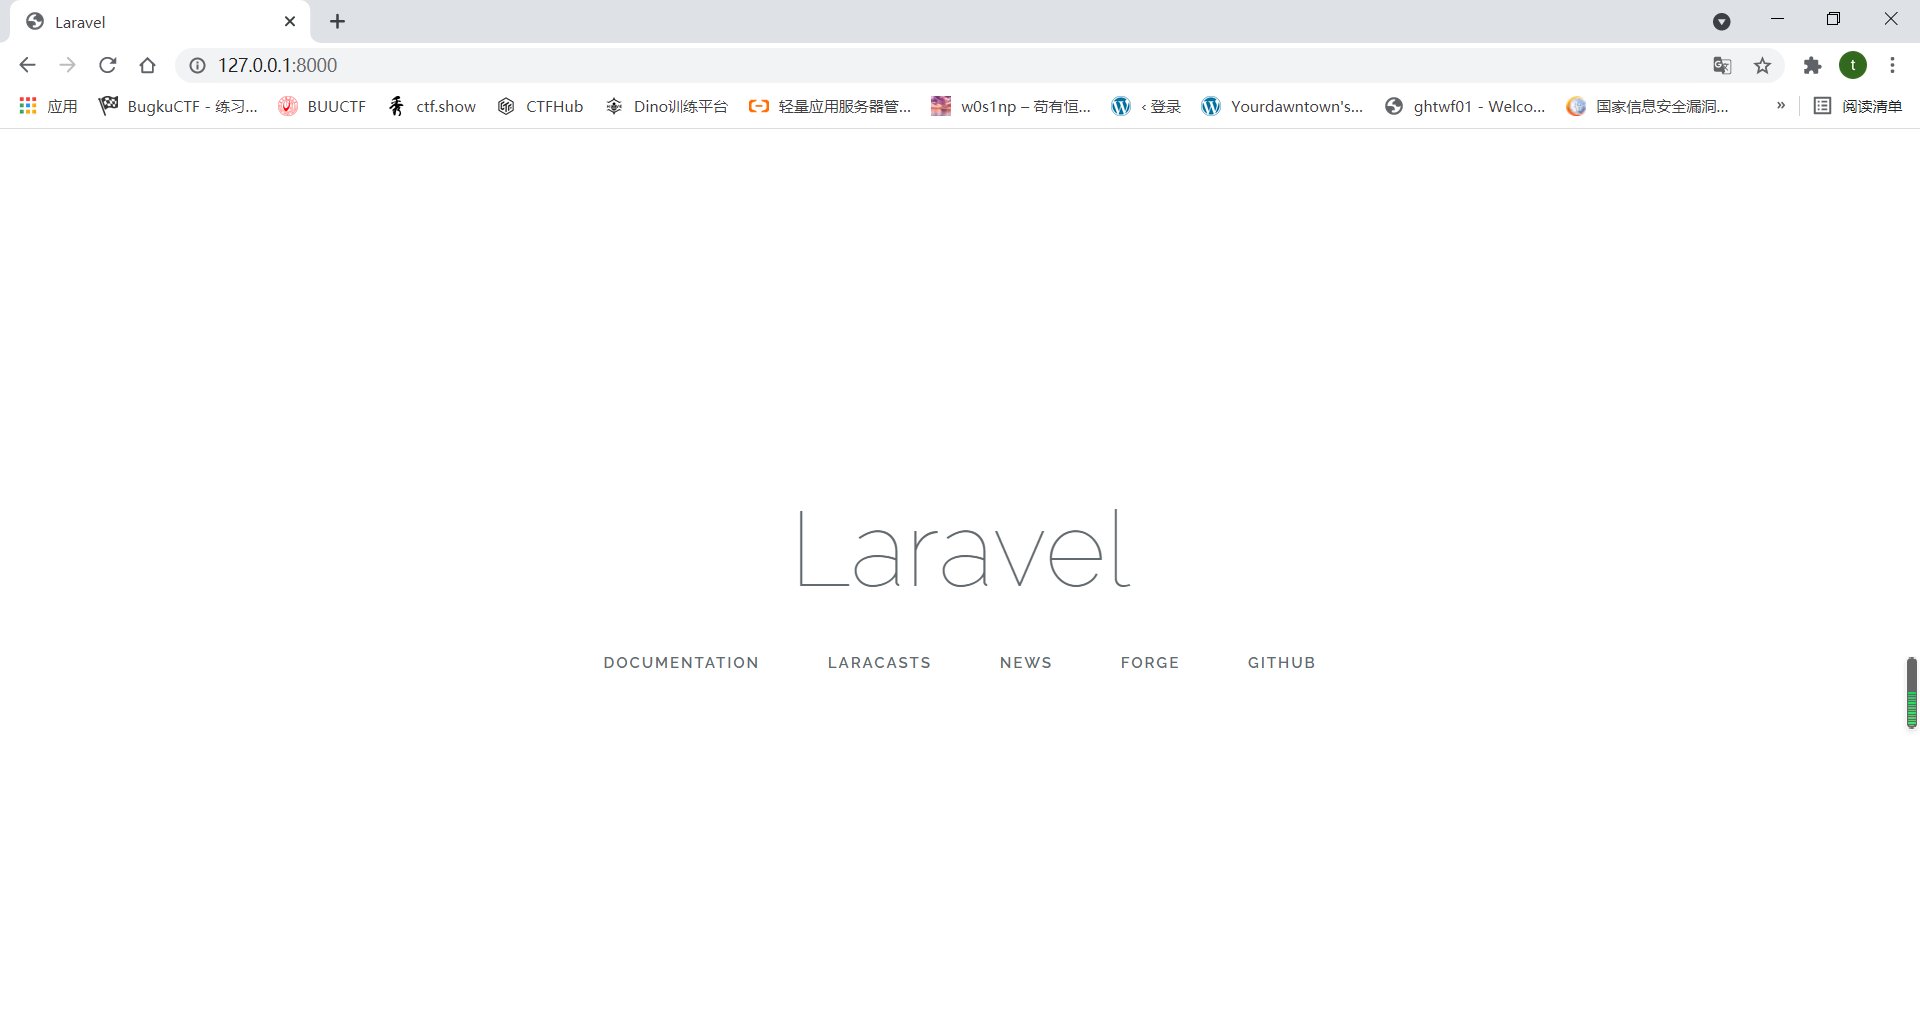 Laravel
127.0.0.1:8000
应用 BugkuCTF - 练习... BUUCTF ctf.show CTFHub Dino训练平台 轻量应用服务器管... w0s1np – 苟有恒... ‹ 登录 Yourdawntown's... ghtwf01 - Welco... 国家信息安全漏洞... » 阅读清单
t
Laravel
DOCUMENTATION LARACASTS NEWS FORGE GITHUB